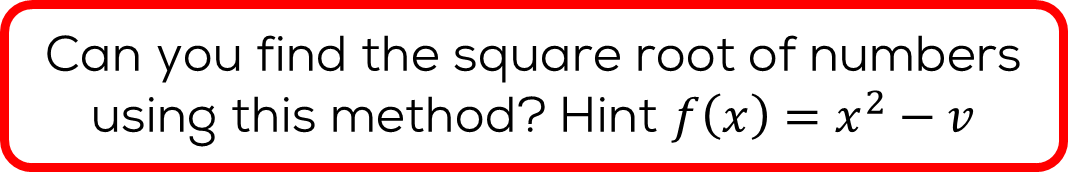 Can you find the square root of numbers
using this method? Hint f(x) = x² − v